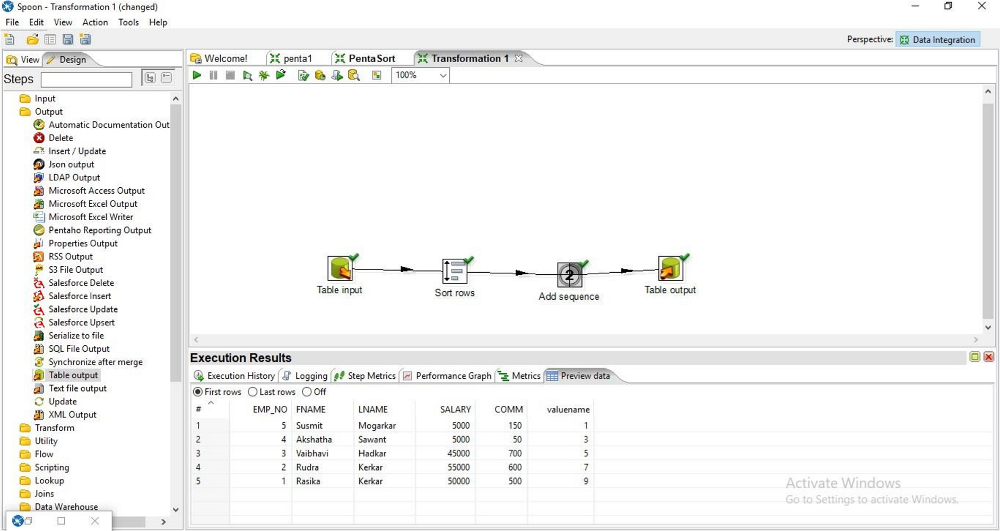 Spoon - Transformation 1 (changed)
File Edit View Action Tools Help
Perspective: Data Integration
View Design
Steps
Input
Output
Automatic Documentation Out
Delete
Insert / Update
Json output
LDAP Output
Microsoft Access Output
Microsoft Excel Output
Microsoft Excel Writer
Pentaho Reporting Output
Properties Output
RSS Output
S3 File Output
Salesforce Delete
Salesforce Insert
Salesforce Update
Salesforce Upsert
Serialize to file
SQL File Output
Synchronize after merge
Table output
Text file output
Update
XML Output
Transform
Utility
Flow
Scripting
Lookup
Joins
Data Warehouse
Welcome! penta1 PentaSort Transformation 1
100%
Table input
Sort rows
2
Add sequence
Table output
Execution Results
Execution History Logging Step Metrics Performance Graph Metrics Preview data
First rows Last rows Off
# EMP_NO FNAME LNAME SALARY COMM valuename
1 5 Susmit Mogarkar 5000 150 1
2 4 Akshatha Sawant 5000 50 3
3 3 Vaibhavi Hadkar 45000 700 5
4 2 Rudra Kerkar 55000 600 7
5 1 Rasika Kerkar 50000 500 9
Activate Windows
Go to Settings to activate Windows.